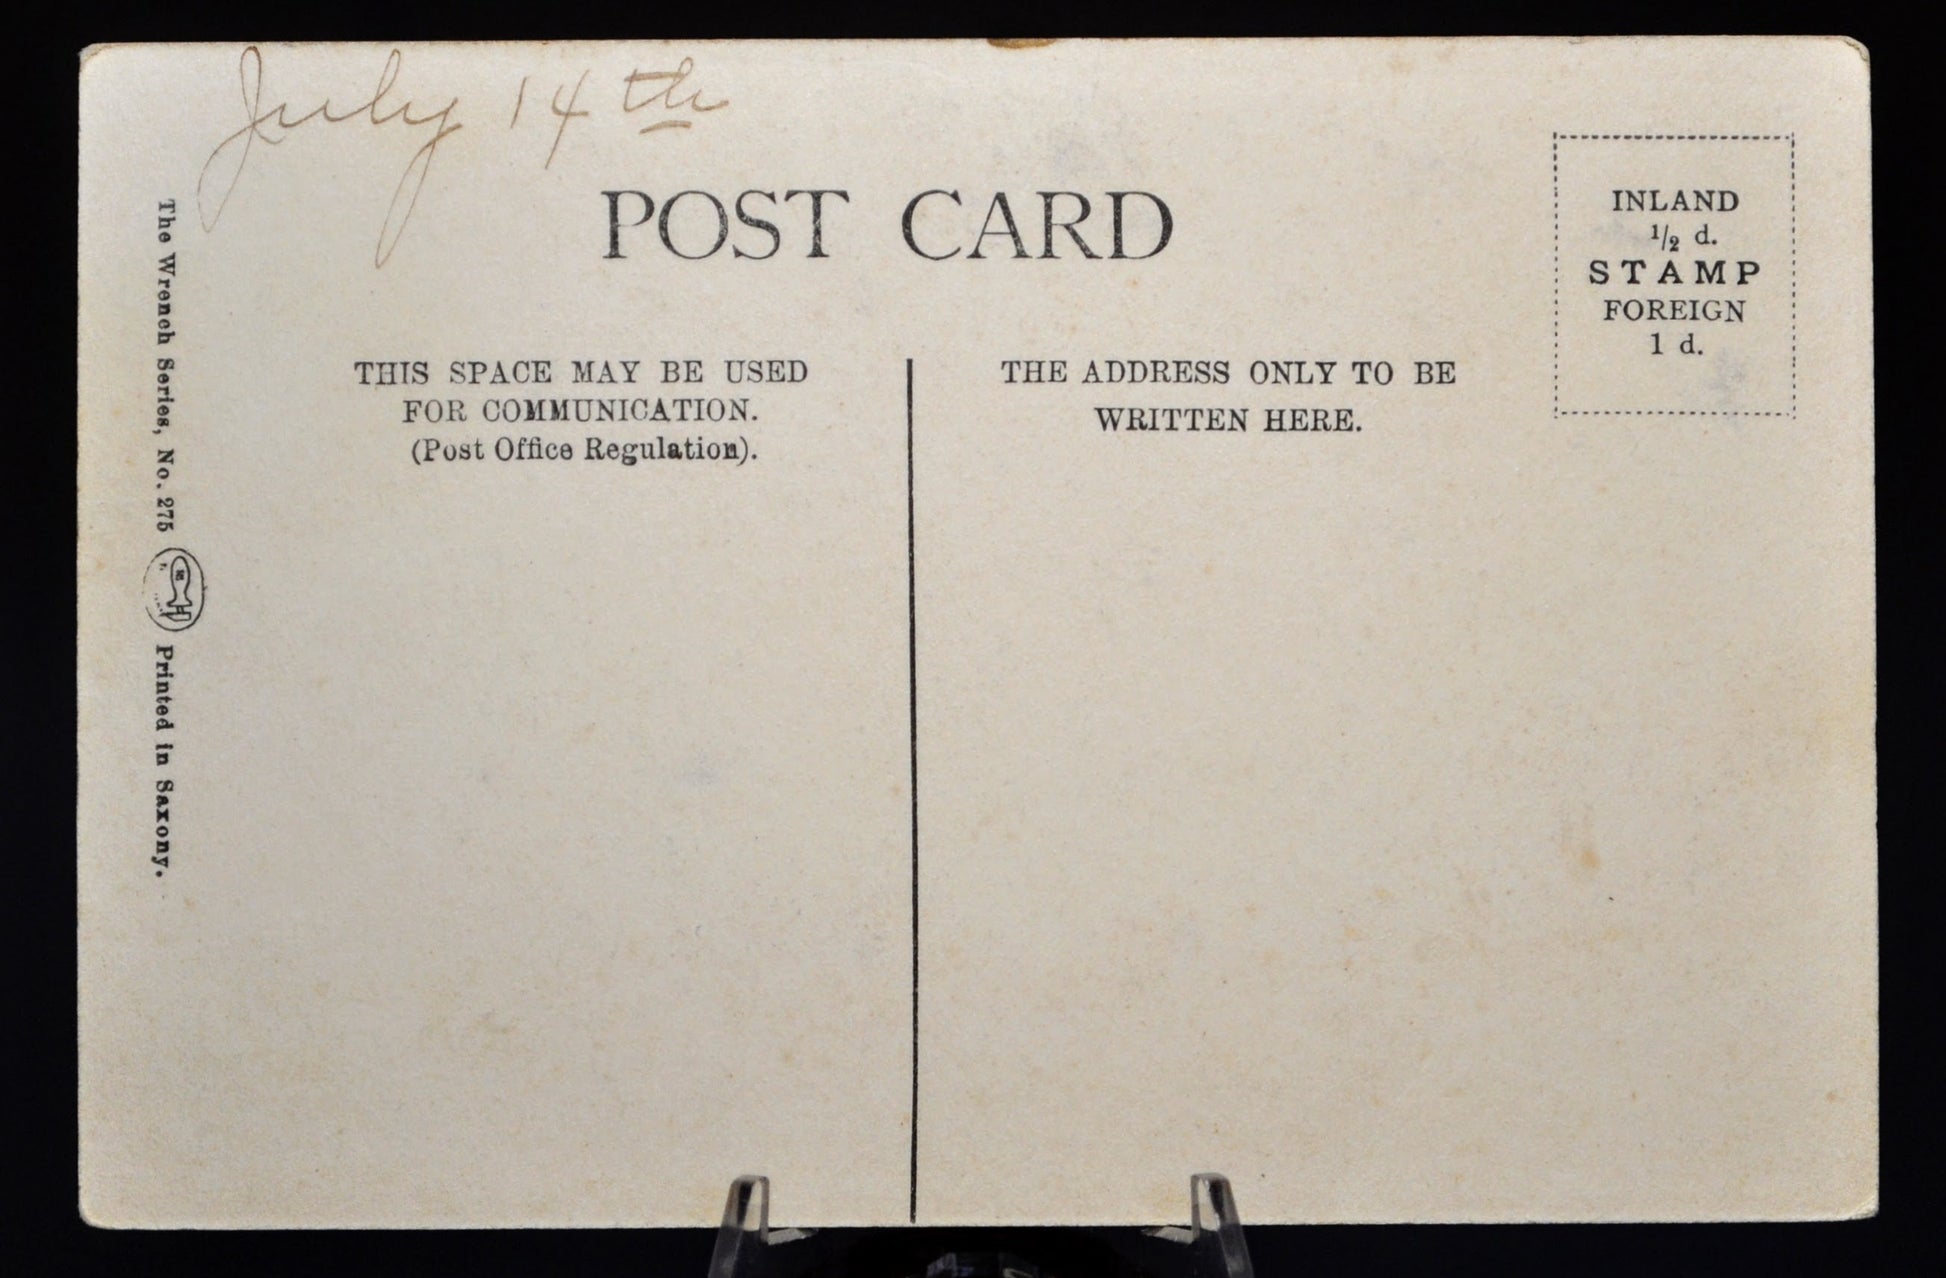 July 14th
POST CARD
INLAND
1/2 d.
STAMP
FOREIGN
1 d.
THIS SPACE MAY BE USED
FOR COMMUNICATION.
(Post Office Regulation).
THE ADDRESS ONLY TO BE
WRITTEN HERE.
The Wrench Series, No. 275
Printed in Saxony.